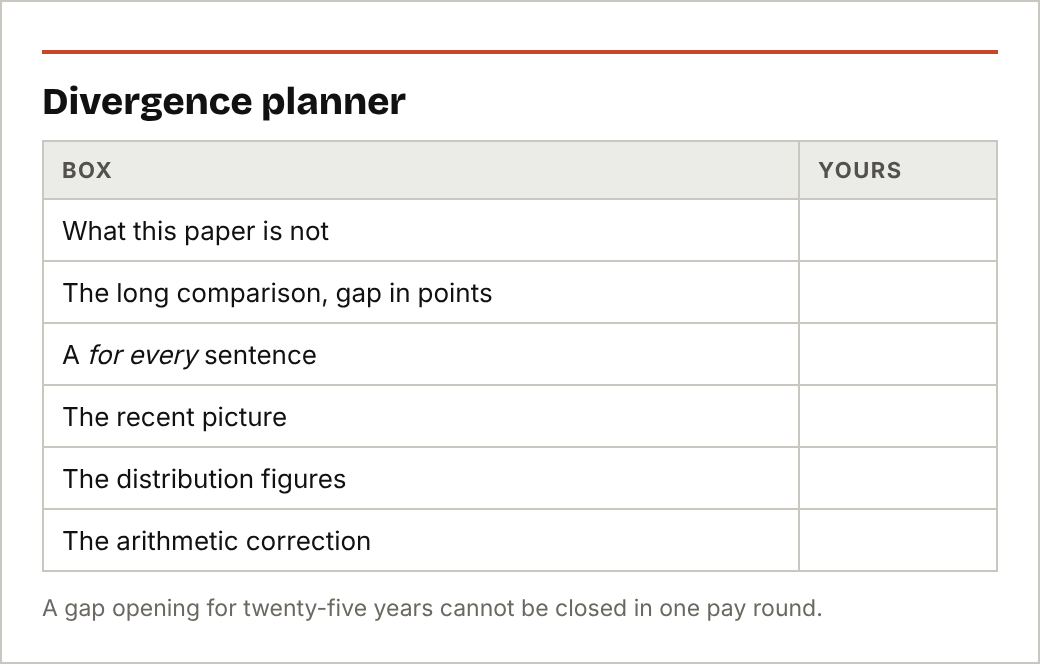 Divergence planner
BOX YOURS
What this paper is not
The long comparison, gap in points
A for every sentence
The recent picture
The distribution figures
The arithmetic correction
A gap opening for twenty-five years cannot be closed in one pay round.